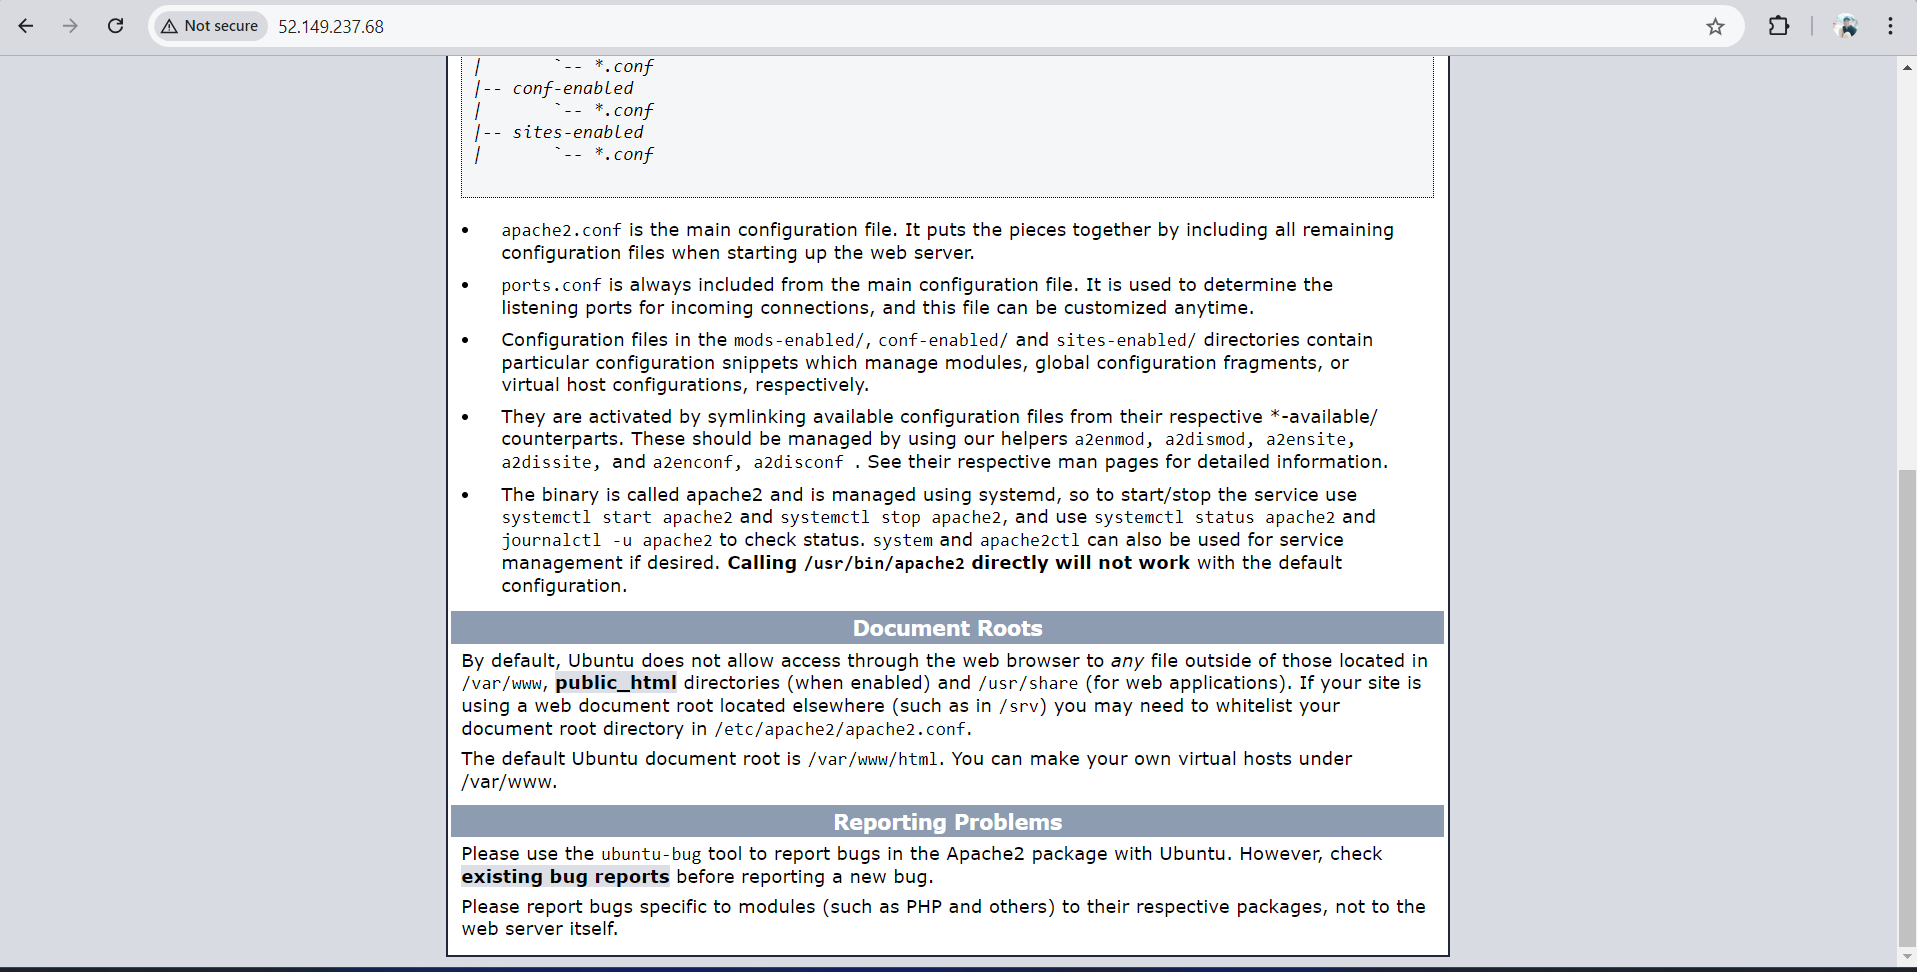 Not secure 52.149.237.68
|       `-- *.conf
|-- conf-enabled
|       `-- *.conf
|-- sites-enabled
|       `-- *.conf
• apache2.conf is the main configuration file. It puts the pieces together by including all remaining
configuration files when starting up the web server.
• ports.conf is always included from the main configuration file. It is used to determine the
listening ports for incoming connections, and this file can be customized anytime.
• Configuration files in the mods-enabled/, conf-enabled/ and sites-enabled/ directories contain
particular configuration snippets which manage modules, global configuration fragments, or
virtual host configurations, respectively.
• They are activated by symlinking available configuration files from their respective *-available/
counterparts. These should be managed by using our helpers a2enmod, a2dismod, a2ensite,
a2dissite, and a2enconf, a2disconf . See their respective man pages for detailed information.
• The binary is called apache2 and is managed using systemd, so to start/stop the service use
systemctl start apache2 and systemctl stop apache2, and use systemctl status apache2 and
journalctl -u apache2 to check status. system and apache2ctl can also be used for service
management if desired. Calling /usr/bin/apache2 directly will not work with the default
configuration.
Document Roots
By default, Ubuntu does not allow access through the web browser to any file outside of those located in
/var/www, public_html directories (when enabled) and /usr/share (for web applications). If your site is
using a web document root located elsewhere (such as in /srv) you may need to whitelist your
document root directory in /etc/apache2/apache2.conf.
The default Ubuntu document root is /var/www/html. You can make your own virtual hosts under
/var/www.
Reporting Problems
Please use the ubuntu-bug tool to report bugs in the Apache2 package with Ubuntu. However, check
existing bug reports before reporting a new bug.
Please report bugs specific to modules (such as PHP and others) to their respective packages, not to the
web server itself.